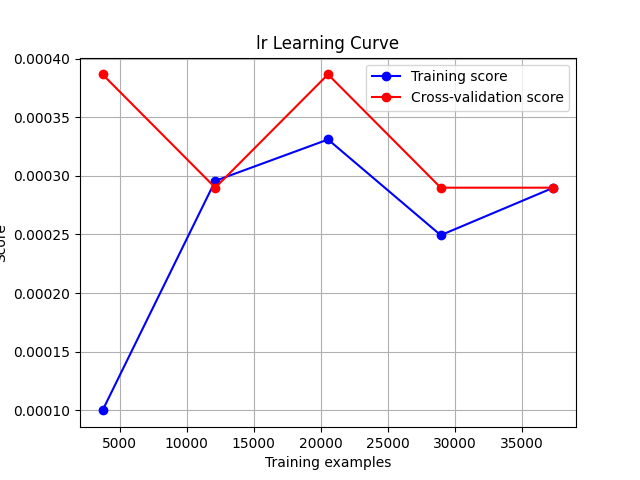 lr Learning Curve
Training score
Cross-validation score
0.00040
0.00035
0.00030
0.00025
0.00020
0.00015
0.00010
Score
5000 10000 15000 20000 25000 30000 35000
Training examples